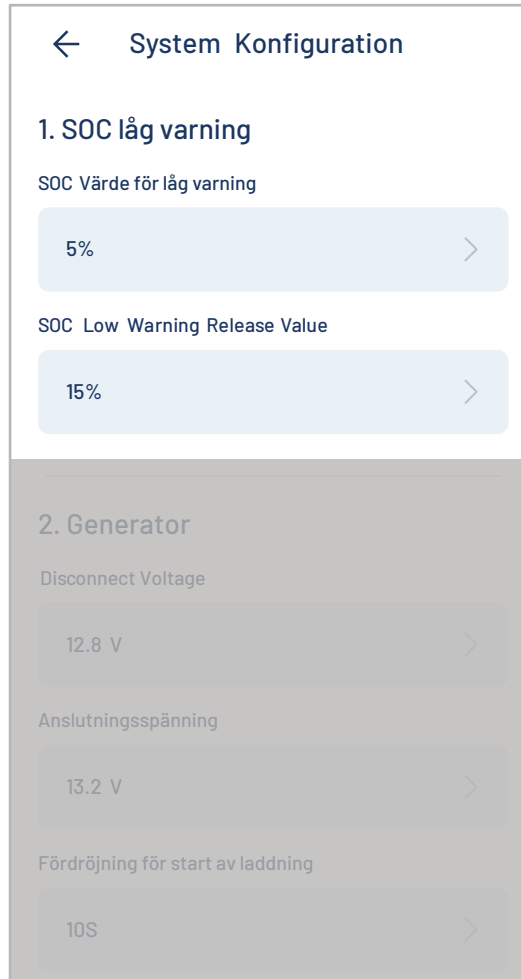 System Konfiguration
1. SOC låg varning
SOC Värde för låg varning
5%
SOC Low Warning Release Value
15%
2. Generator
Disconnect Voltage
12.8 V
Anslutningsspänning
13.2 V
Fördröjning för start av laddning
10S